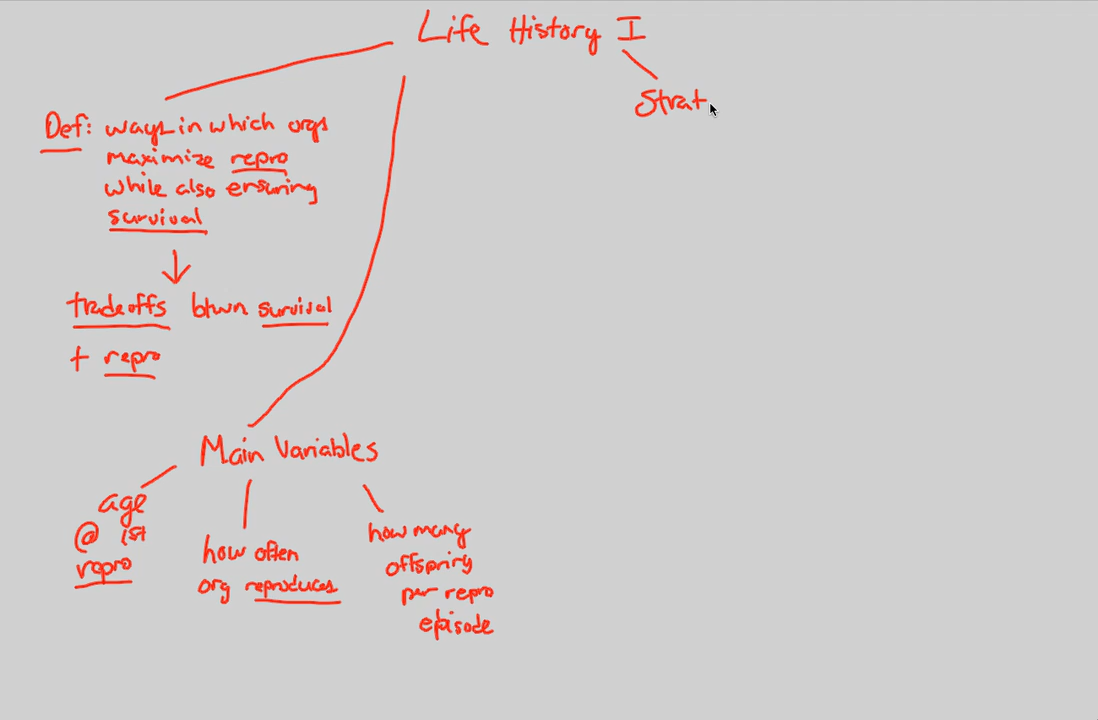 Life History I
Strat
Def: ways in which orgs
maximize repro
while also ensuring
survival
tradeoffs btwn survival
+ repro
Main Variables
age
@ 1st
repro
how often
org reproduces
how many
offspring
per repro
episode